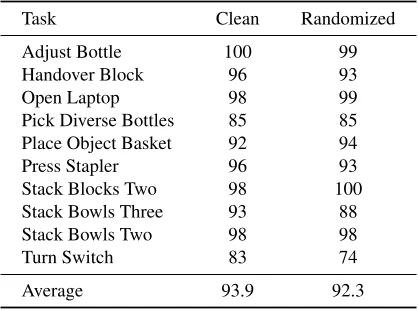 Task Clean Randomized
Adjust Bottle 100 99
Handover Block 96 93
Open Laptop 98 99
Pick Diverse Bottles 85 85
Place Object Basket 92 94
Press Stapler 96 93
Stack Blocks Two 98 100
Stack Bowls Three 93 88
Stack Bowls Two 98 98
Turn Switch 83 74
Average 93.9 92.3